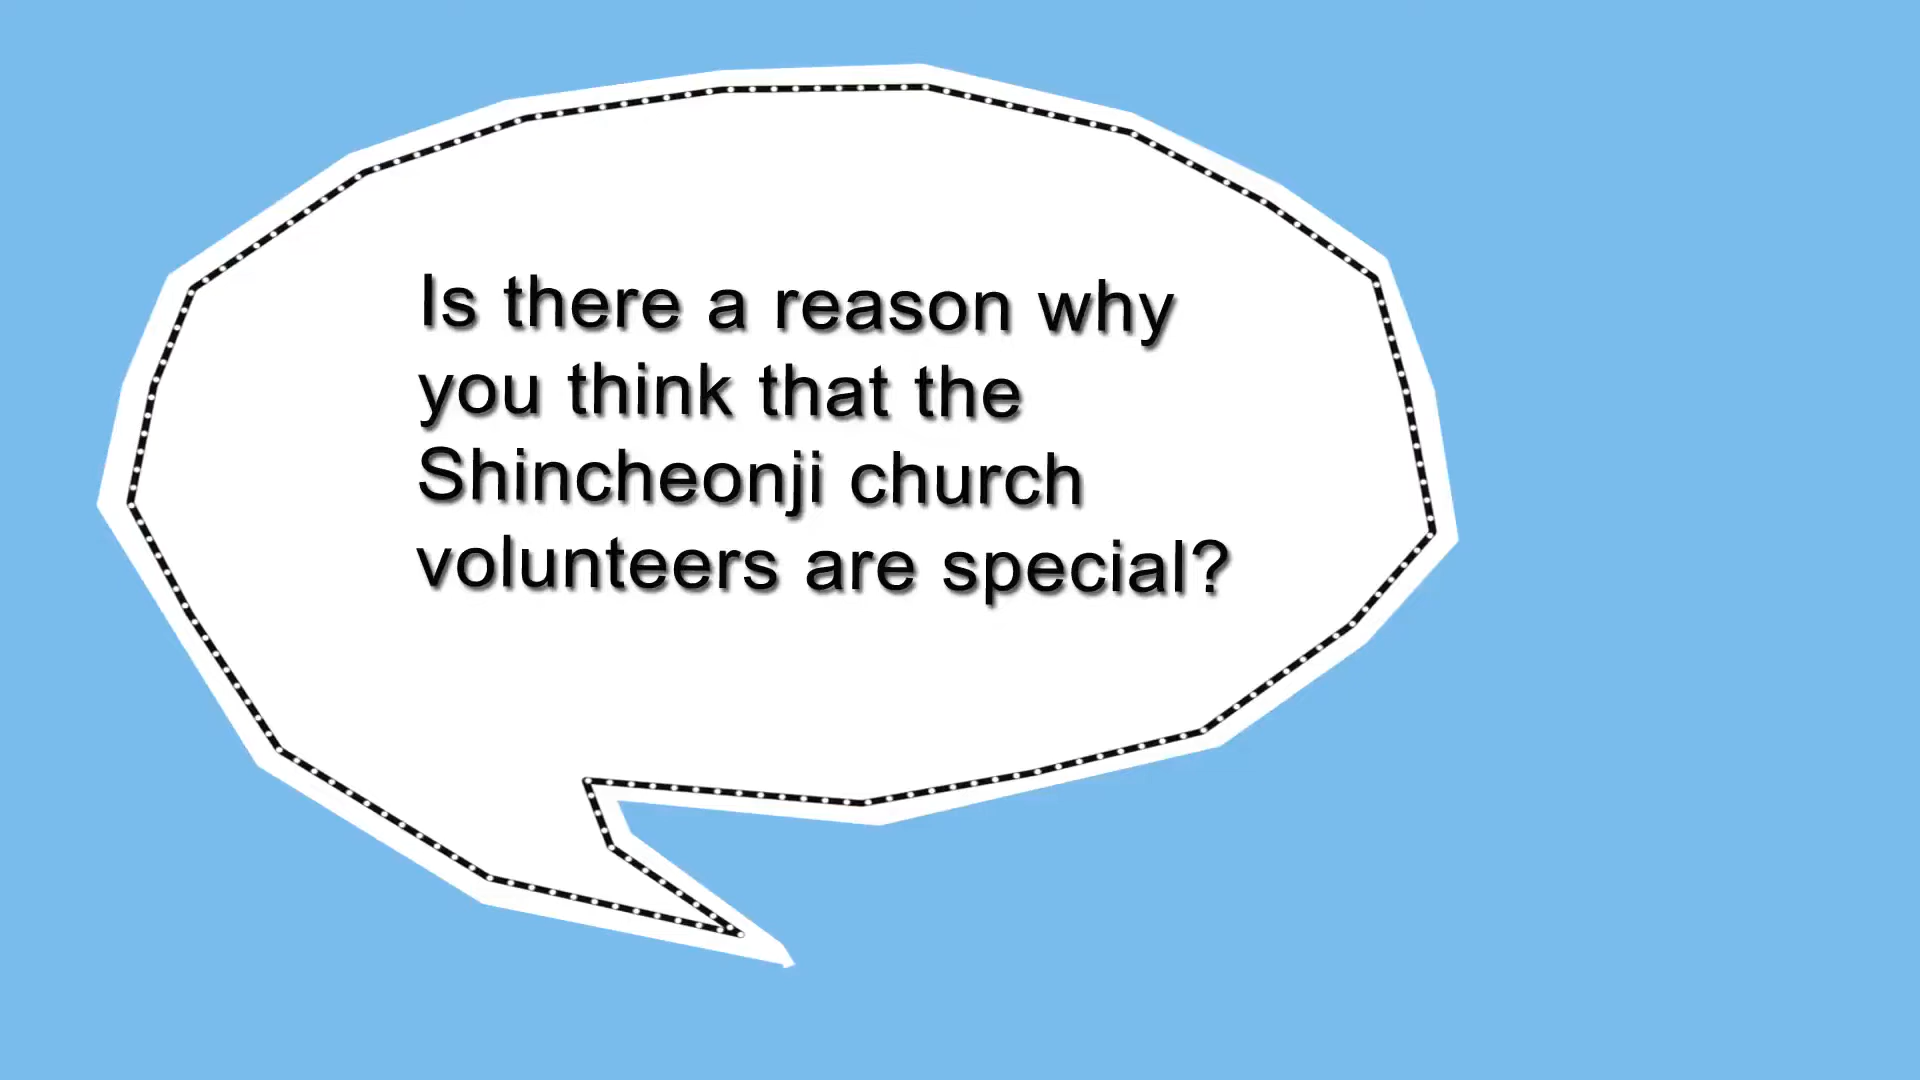 Is there a reason why
you think that the
Shincheonji church
volunteers are special?